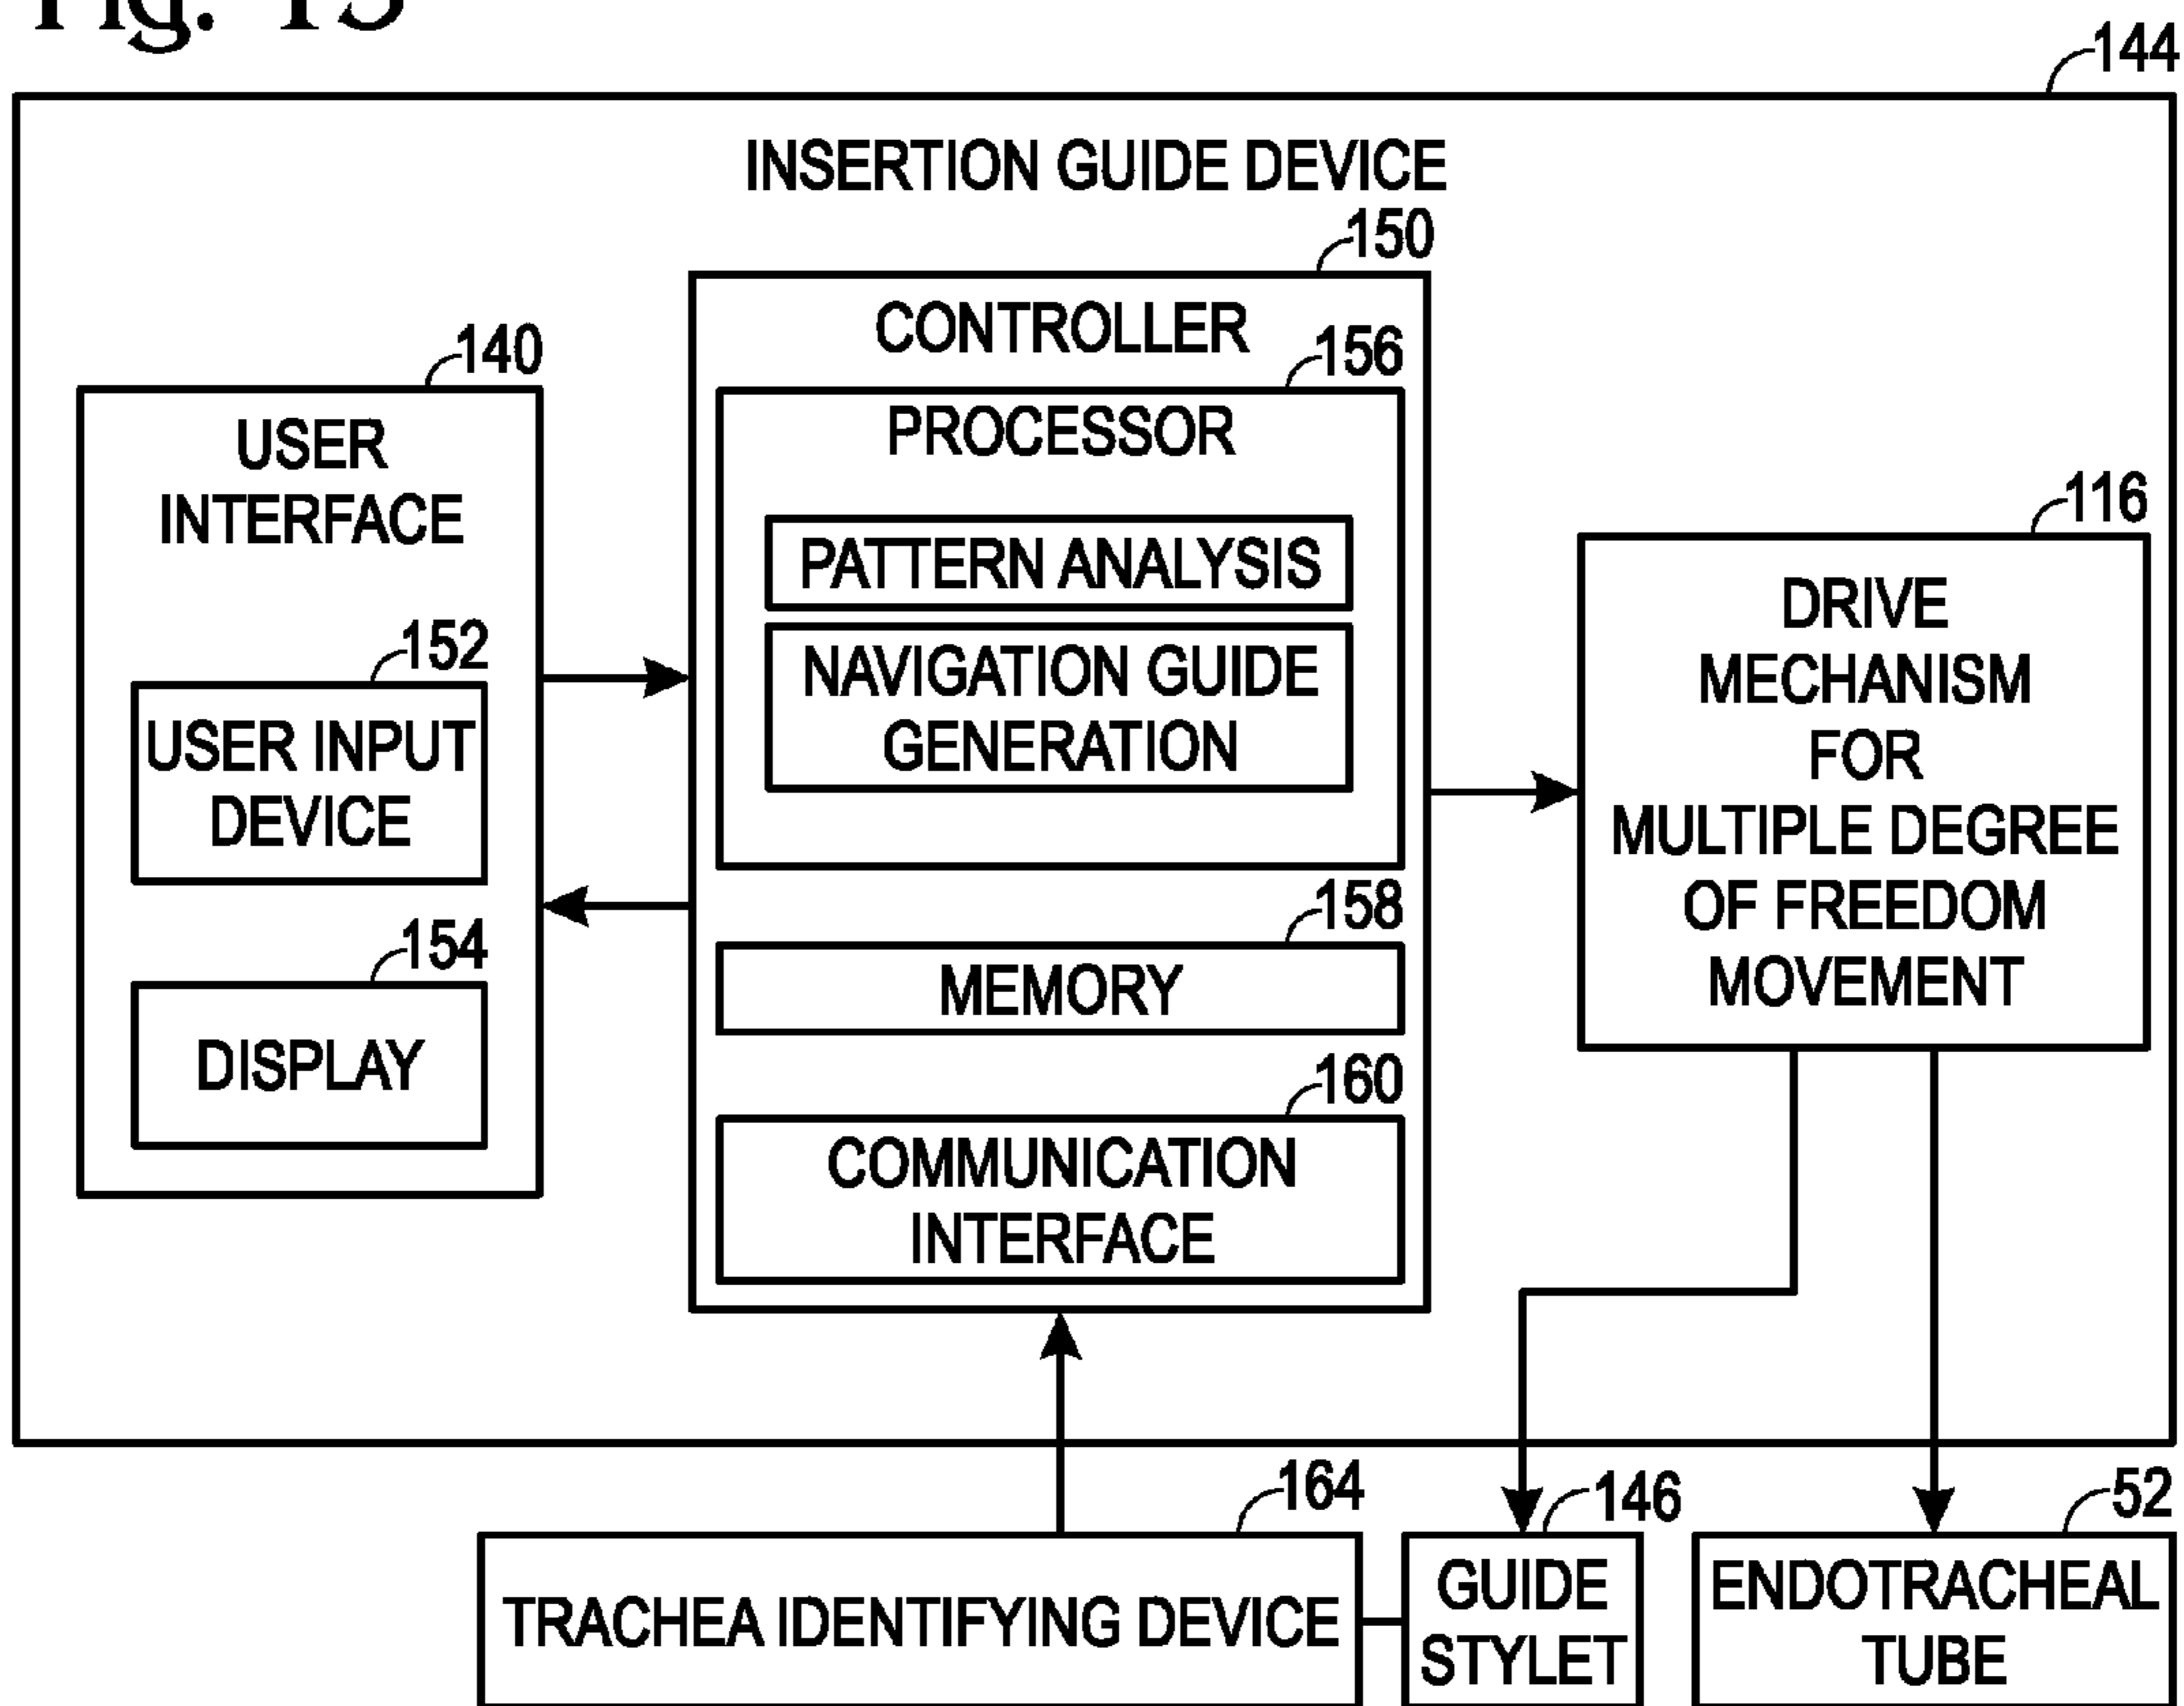 Fig. 15
144
INSERTION GUIDE DEVICE
150
CONTROLLER
140
156
USER
INTERFACE
PROCESSOR
116
PATTERN ANALYSIS
DRIVE
MECHANISM
FOR
MULTIPLE DEGREE
OF FREEDOM
MOVEMENT
152
NAVIGATION GUIDE
GENERATION
USER INPUT
DEVICE
158
154
MEMORY
DISPLAY
160
COMMUNICATION
INTERFACE
164
146
52
TRACHEA IDENTIFYING DEVICE
GUIDE
STYLET
ENDOTRACHEAL
TUBE